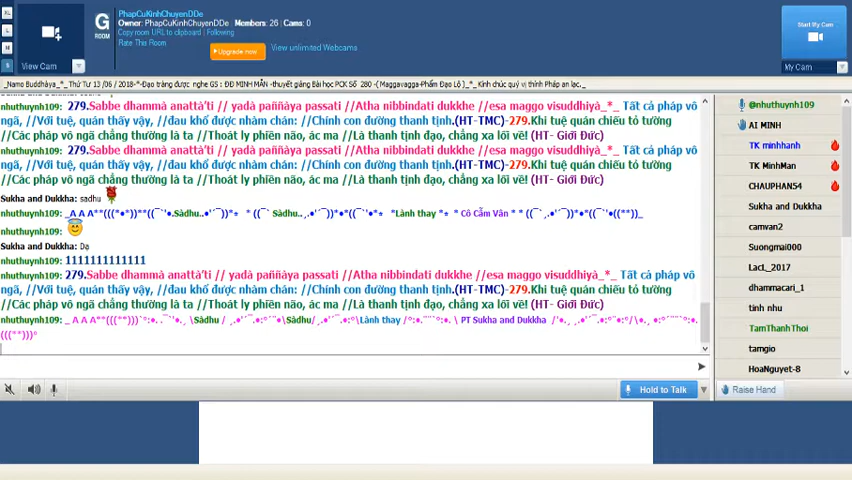 PhapCuKinhChuyenDDe
Owner: PhapCuKinhChuyenDDe • Members: 26 | Cams: 0
Copy room URL to clipboard | Following
Rate This Room
Upgrade now
View unlimited Webcams
G
ROOM
View Cam
Start My Cam
My Cam
_Namo Buddhàya_*_ Thứ Tư 13 /06 / 2018-*-Đạo tràng được nghe GS : ĐĐ MINH MẪN -thuyết giảng Bài học PCK Số 280 -( Maggavagga-Phẩm Đạo Lộ )_*_ Kính chúc quý vị thính Pháp an lạc._
nhuthuynh109: 279.Sabbe dhammā anattā'ti // yadā paññāya passati //Atha nibbindati dukkhe //esa maggo visuddhiyā_*_ Tất cả pháp vô
ngã, //Với tuệ, quán thấy vậy, //đau khổ được nhàm chán: //Chính con đường thanh tịnh.(HT-TMC)-279.Khi tuệ quán chiếu tỏ tường
//Các pháp vô ngã chẳng thường là ta //Thoát ly phiền não, ác ma //Là thanh tịnh đạo, chẳng xa lối về! (HT- Giới Đức)
nhuthuynh109: 279.Sabbe dhammā anattā'ti // yadā paññāya passati //Atha nibbindati dukkhe //esa maggo visuddhiyā_*_ Tất cả pháp vô
ngã, //Với tuệ, quán thấy vậy, //đau khổ được nhàm chán: //Chính con đường thanh tịnh.(HT-TMC)-279.Khi tuệ quán chiếu tỏ tường
//Các pháp vô ngã chẳng thường là ta //Thoát ly phiền não, ác ma //Là thanh tịnh đạo, chẳng xa lối về! (HT- Giới Đức)
Sukha and Dukkha: sadhu
nhuthuynh109: _A A A**(((*•*))**((¯`'•.Sàdhu..•'´¯))*± * ((¯` Sàdhu..,.•'´¯))*•*((¯`'•*± *Lành thay *± * Cô Cẩm Vân * * ((¯` ,.•'´¯))*•*((¯`'•((**))_
nhuthuynh109:
Sukha and Dukkha: Dạ
nhuthuynh109: 1111111111111
nhuthuynh109: 279.Sabbe dhammā anattā'ti // yadā paññāya passati //Atha nibbindati dukkhe //esa maggo visuddhiyā_*_ Tất cả pháp vô
ngã, //Với tuệ, quán thấy vậy, //đau khổ được nhàm chán: //Chính con đường thanh tịnh.(HT-TMC)-279.Khi tuệ quán chiếu tỏ tường
//Các pháp vô ngã chẳng thường là ta //Thoát ly phiền não, ác ma //Là thanh tịnh đạo, chẳng xa lối về! (HT- Giới Đức)
nhuthuynh109: _ A A A**(((**))) \Sàdhu / \Sàdhu/ \Lành thay / \ PT Sukha and Dukkha /
(((**)))°
Hold to Talk
Raise Hand
@nhuthuynh109
AI MINH
TK minhhanh
TK MinMan
CHAUPHAN54
Sukha and Dukkha
camvan2
Suongmai000
Lac1_2017
dhammacari_1
tinh nhu
TamThanhThoi
tamgio
HoaNguyet-8